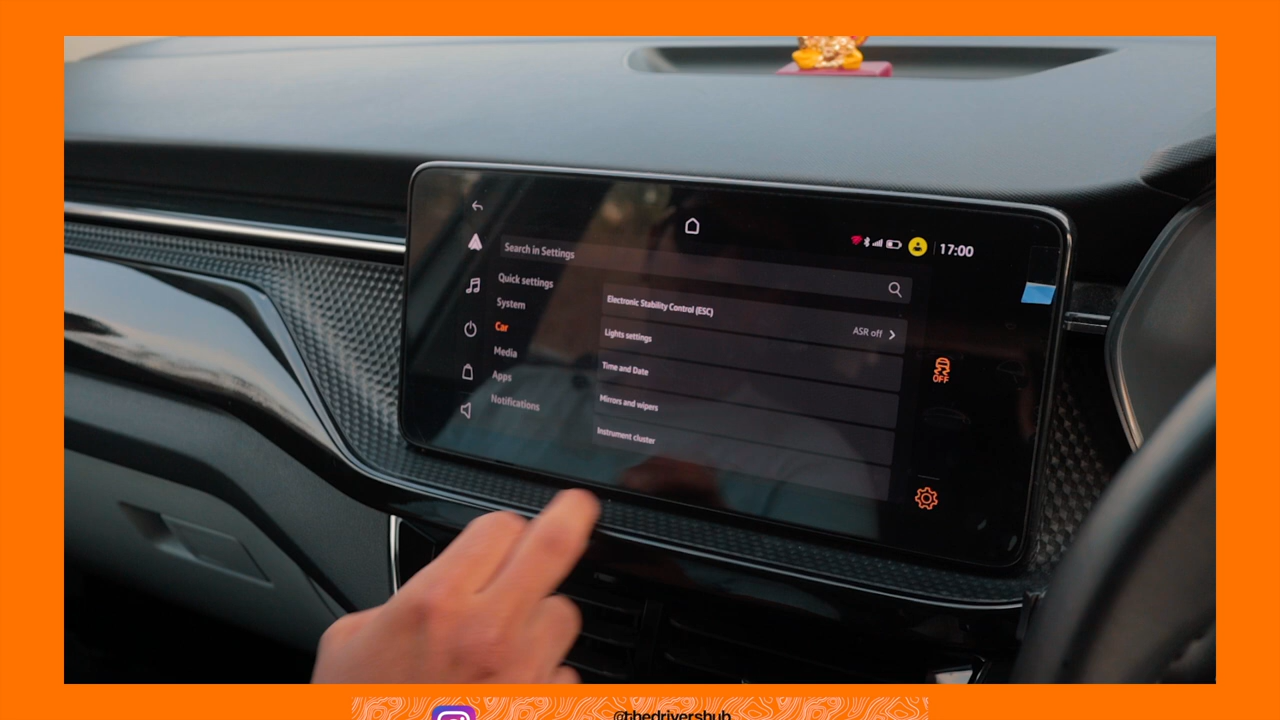 17:00
Search in Settings
Quick settings
System
Car
Media
Apps
Notifications
Electronic Stability Control (ESC)
ASR off
Lights settings
Time and Date
Mirrors and wipers
Instrument cluster
OFF
@thedrivershub